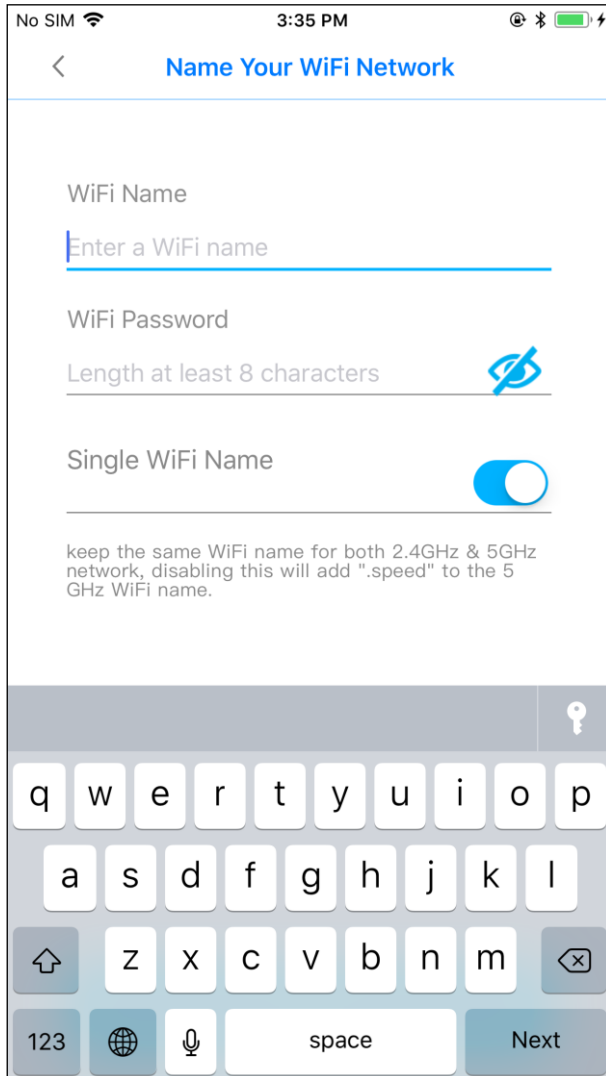 No SIM 3:35 PM
Name Your WiFi Network
WiFi Name
Enter a WiFi name
WiFi Password
Length at least 8 characters
Single WiFi Name
keep the same WiFi name for both 2.4GHz & 5GHz
network, disabling this will add ".speed" to the 5
GHz WiFi name.
q w e r t y u i o p
a s d f g h j k l
z x c v b n m
123 space Next